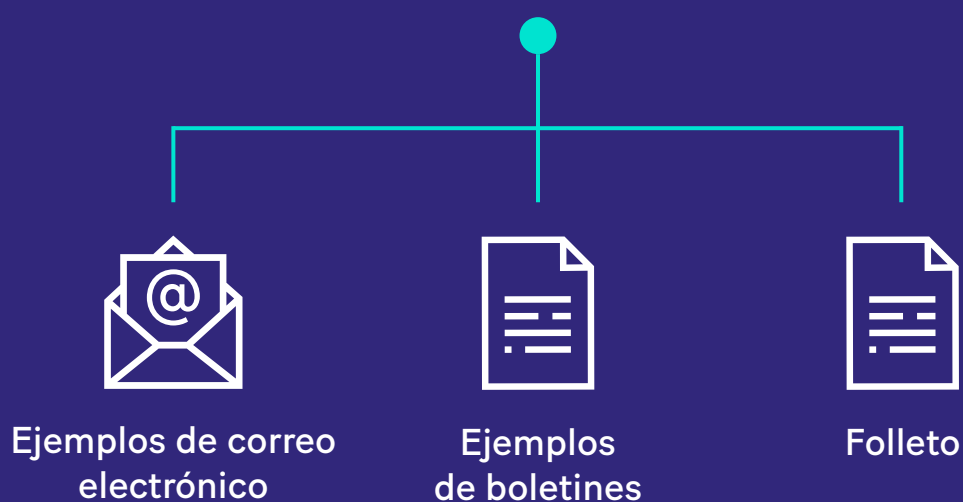 @
Ejemplos de correo
electrónico
Ejemplos
de boletines
Folleto